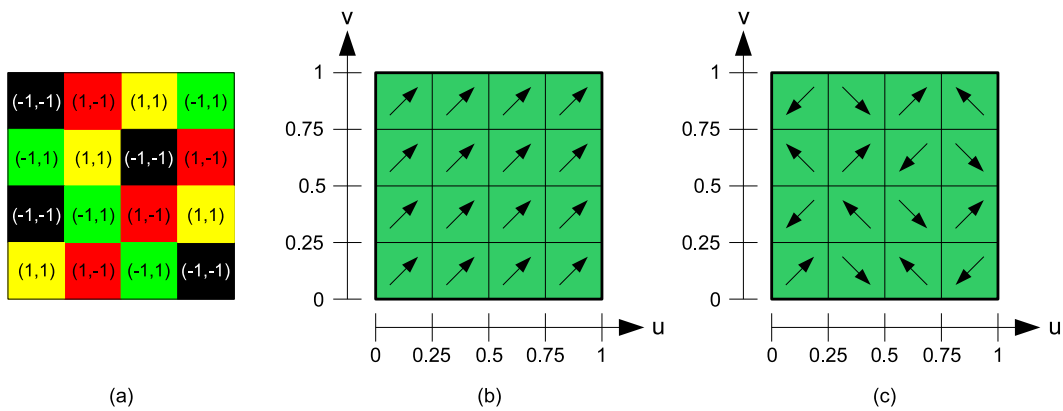 (-1,-1) (1,-1) (1,1) (-1,1)
(-1,1) (1,1) (-1,-1) (1,-1)
(-1,-1) (-1,1) (1,-1) (1,1)
(1,1) (1,-1) (-1,1) (-1,-1)
(a)
v
1
0.75
0.5
0.25
0
0 0.25 0.5 0.75 1
u
(b)
v
1
0.75
0.5
0.25
0
0 0.25 0.5 0.75 1
u
(c)